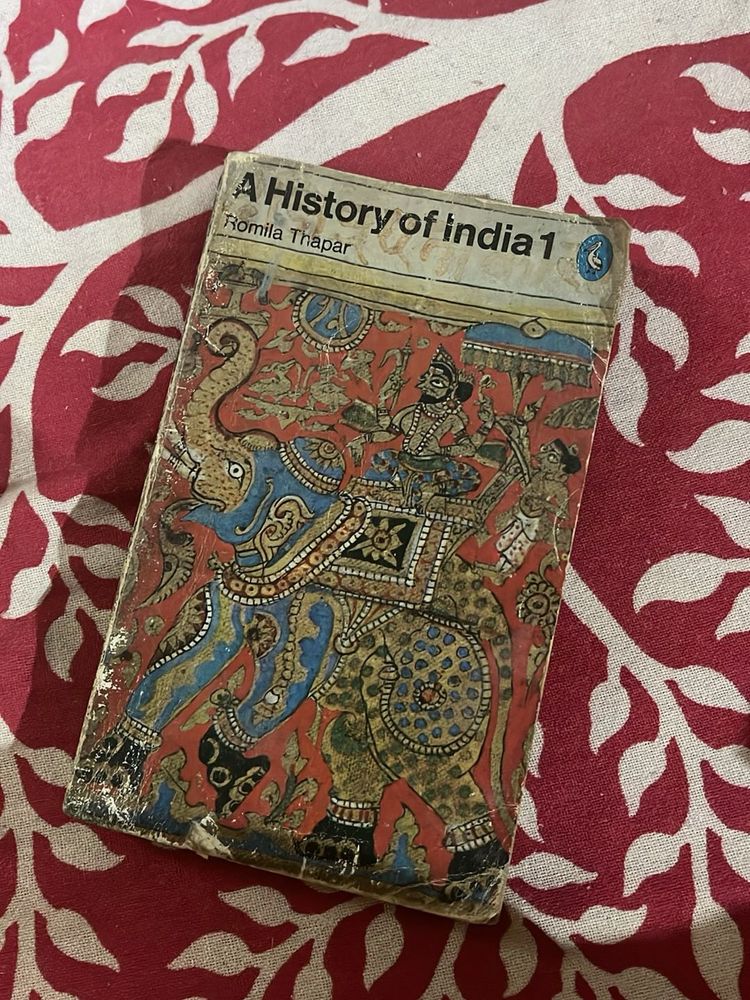 A History of India 1
Romila Thapar